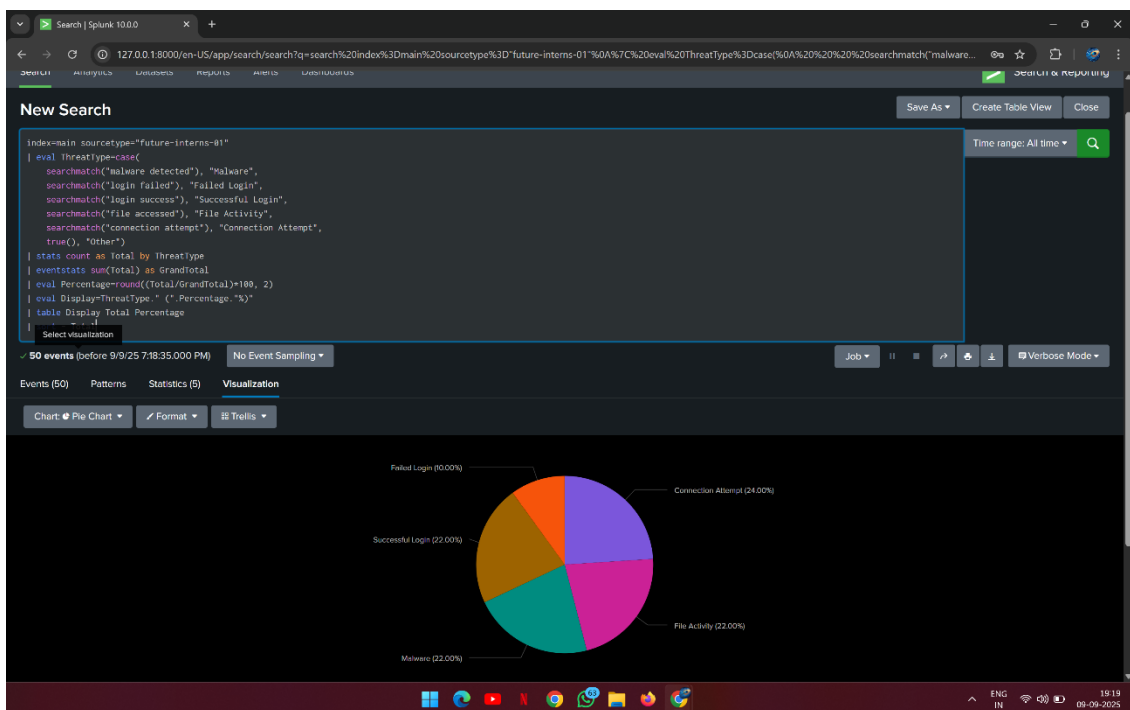 Search | Splunk 10.0.0
127.0.0.1:8000/en-US/app/search/search?q=search%20index%3Dmain%20sourcetype%3D"future-interns-01"%0A%7C%20eval%20ThreatType%3Dcase(%0A%20%20%20%20searchmatch("malware...
Search Analytics Datasets Reports Alerts Dashboards Search & Reporting
New Search Save As Create Table View Close
index=main sourcetype="future-interns-01" Time range: All time
| eval ThreatType=case(
searchmatch("malware detected"), "Malware",
searchmatch("login failed"), "Failed Login",
searchmatch("login success"), "Successful Login",
searchmatch("file accessed"), "File Activity",
searchmatch("connection attempt"), "Connection Attempt",
true(), "Other")
| stats count as Total by ThreatType
| eventstats sum(Total) as GrandTotal
| eval Percentage=round((Total/GrandTotal)*100, 2)
| eval Display=ThreatType." (".Percentage."%)"
| table Display Total Percentage
|
Select visualization
50 events (before 9/9/25 7:18:35.000 PM) No Event Sampling Job Verbose Mode
Events (50) Patterns Statistics (5) Visualization
Chart: Pie Chart Format Trellis
Failed Login (10.00%)
Connection Attempt (24.00%)
Successful Login (22.00%)
File Activity (22.00%)
Malware (22.00%)
63
ENG 19:19
IN 09-09-2025